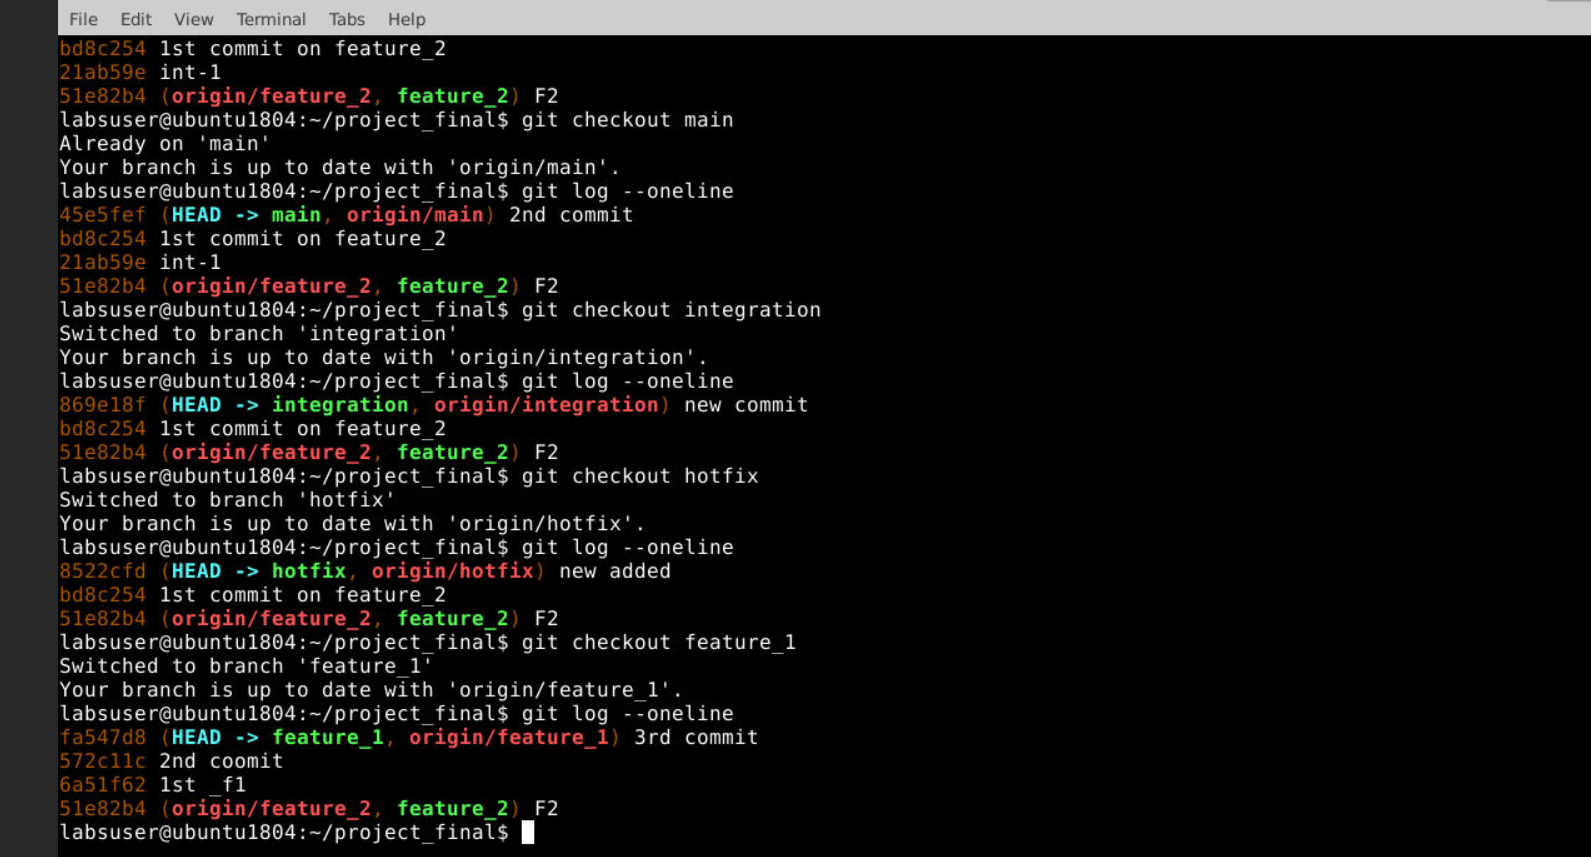 File Edit View Terminal Tabs Help
bd8c254 1st commit on feature_2
21ab59e int-1
51e82b4 (origin/feature_2, feature_2) F2
labsuser@ubuntu1804:~/project_final$ git checkout main
Already on 'main'
Your branch is up to date with 'origin/main'.
labsuser@ubuntu1804:~/project_final$ git log --oneline
45e5fef (HEAD -> main, origin/main) 2nd commit
bd8c254 1st commit on feature_2
21ab59e int-1
51e82b4 (origin/feature_2, feature_2) F2
labsuser@ubuntu1804:~/project_final$ git checkout integration
Switched to branch 'integration'
Your branch is up to date with 'origin/integration'.
labsuser@ubuntu1804:~/project_final$ git log --oneline
869e18f (HEAD -> integration, origin/integration) new commit
bd8c254 1st commit on feature_2
51e82b4 (origin/feature_2, feature_2) F2
labsuser@ubuntu1804:~/project_final$ git checkout hotfix
Switched to branch 'hotfix'
Your branch is up to date with 'origin/hotfix'.
labsuser@ubuntu1804:~/project_final$ git log --oneline
8522cfd (HEAD -> hotfix, origin/hotfix) new added
bd8c254 1st commit on feature_2
51e82b4 (origin/feature_2, feature_2) F2
labsuser@ubuntu1804:~/project_final$ git checkout feature_1
Switched to branch 'feature_1'
Your branch is up to date with 'origin/feature_1'.
labsuser@ubuntu1804:~/project_final$ git log --oneline
fa547d8 (HEAD -> feature_1, origin/feature_1) 3rd commit
572c11c 2nd coomit
6a51f62 1st _f1
51e82b4 (origin/feature_2, feature_2) F2
labsuser@ubuntu1804:~/project_final$